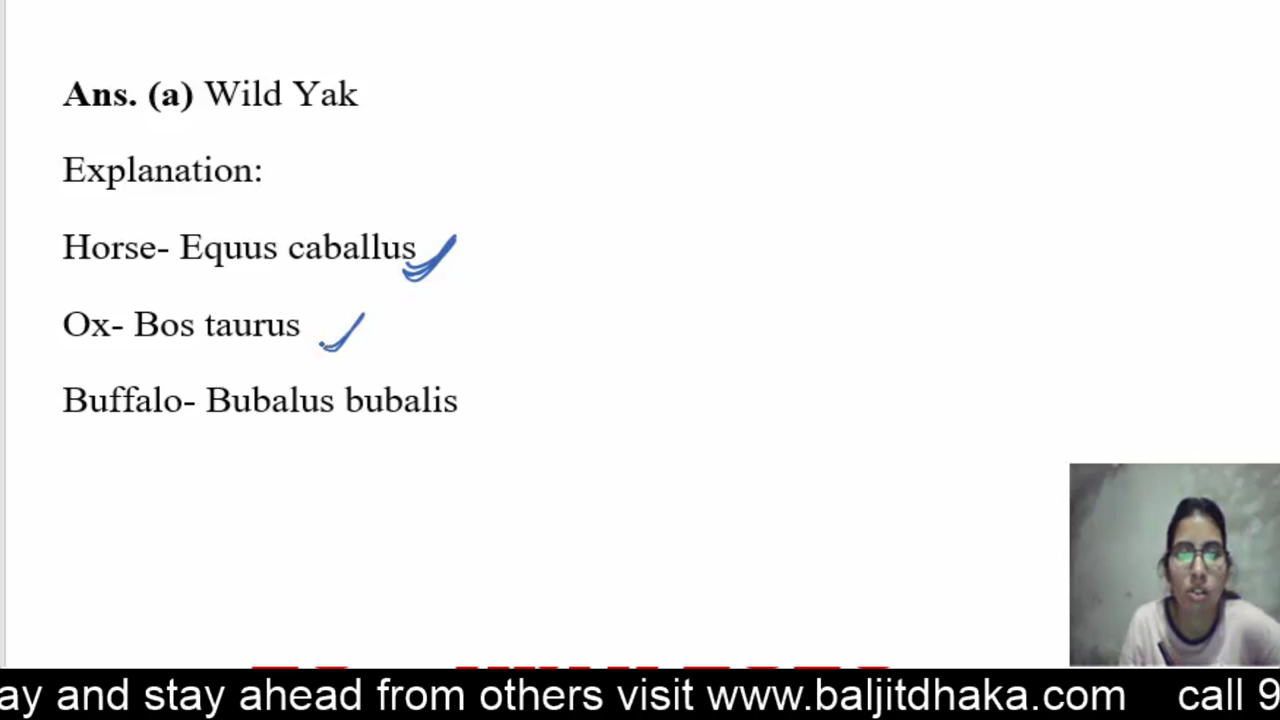 Ans. (a) Wild Yak
Explanation:
Horse- Equus caballus
Ox- Bos taurus
Buffalo- Bubalus bubalis
ay and stay ahead from others visit www.baljitdhaka.com call 9